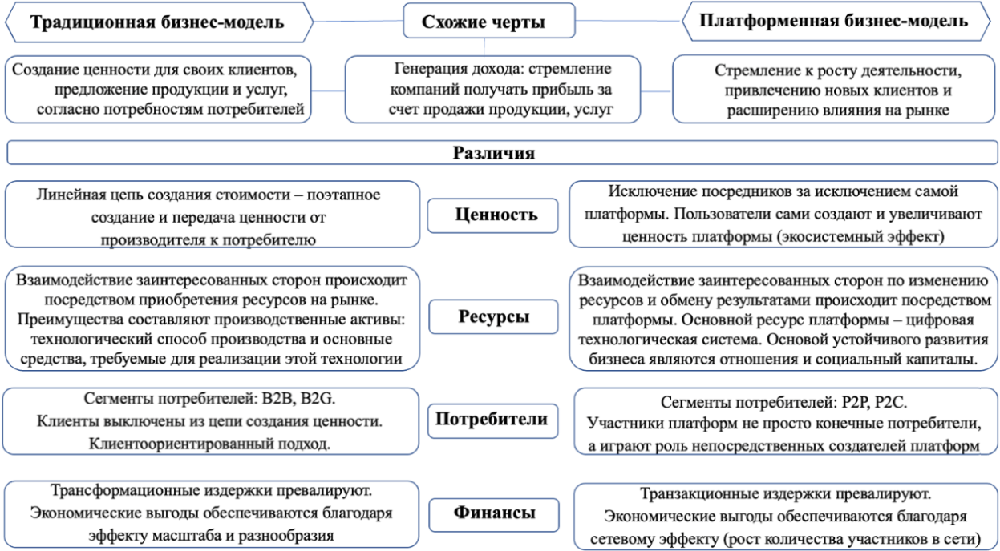 Традиционная бизнес-модель
Схожие черты
Платформенная бизнес-модель
Создание ценности для своих клиентов,
предложение продукции и услуг,
согласно потребностям потребителей
Генерация дохода: стремление
компаний получать прибыль за
счет продажи продукции, услуг
Стремление к росту деятельности,
привлечению новых клиентов и
расширению влияния на рынке
Различия
Линейная цепь создания стоимости – поэтапное
создание и передача ценности от
производителя к потребителю
Ценность
Исключение посредников за исключением самой
платформы. Пользователи сами создают и увеличивают
ценность платформы (экосистемный эффект)
Взаимодействие заинтересованных сторон происходит
посредством приобретения ресурсов на рынке.
Преимущества составляют производственные активы:
технологический способ производства и основные
средства, требуемые для реализации этой технологии
Ресурсы
Взаимодействие заинтересованных сторон по изменению
ресурсов и обмену результатами происходит посредством
платформы. Основной ресурс платформы – цифровая
технологическая система. Основой устойчивого развития
бизнеса являются отношения и социальный капиталы.
Сегменты потребителей: B2B, B2G.
Клиенты выключены из цепи создания ценности.
Клиентоориентированный подход.
Потребители
Сегменты потребителей: P2P, P2C.
Участники платформ не просто конечные потребители,
а играют роль непосредственных создателей платформ
Трансформационные издержки превалируют.
Экономические выгоды обеспечиваются благодаря
эффекту масштаба и разнообразия
Финансы
Транзакционные издержки превалируют.
Экономические выгоды обеспечиваются благодаря
сетевому эффекту (рост количества участников в сети)